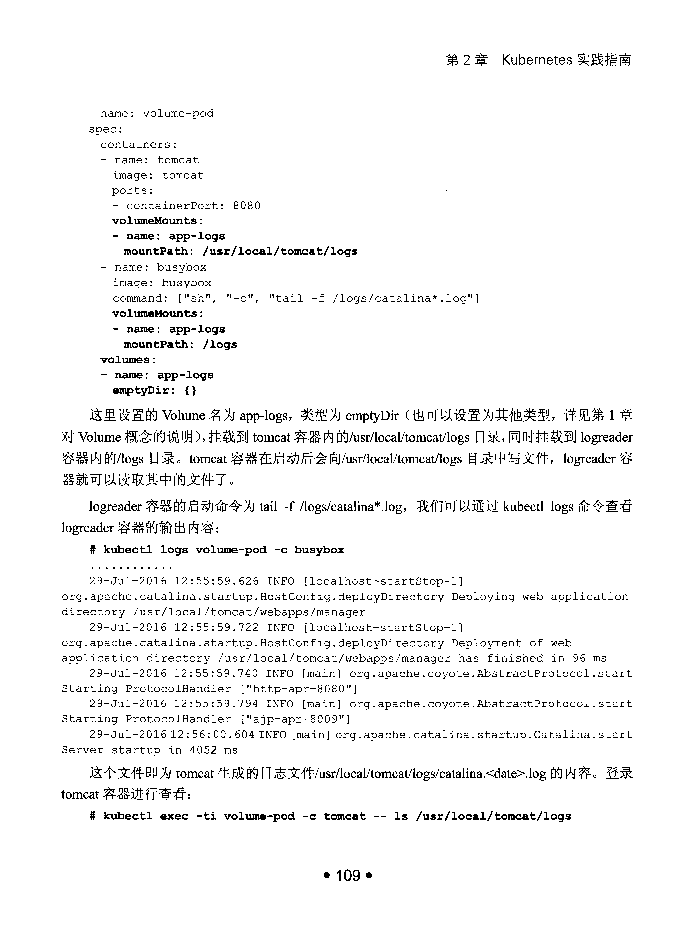 第 2 章 Kubernetes 实践指南
name: volume-pod
spec:
containers:
- name: tomcat
image: tomcat
ports:
- containerPort: 8080
volumeMounts:
- name: app-logs
mountPath: /usr/local/tomcat/logs
- name: busybox
image: busybox
command: ["sh", "-c", "tail -f /logs/catalina*.log"]
volumeMounts:
- name: app-logs
mountPath: /logs
volumes:
- name: app-logs
emptyDir: {}
这里设置的 Volume 名为 app-logs，类型为 emptyDir（也可以设置为其他类型，详见第 1 章
对 Volume 概念的说明），挂载到 tomcat 容器内的/usr/local/tomcat/logs 目录，同时挂载到 logreader
容器内的/logs 目录。tomcat 容器在启动后会向/usr/local/tomcat/logs 目录中写文件，logreader 容
器就可以读取其中的文件了。
logreader 容器的启动命令为 tail -f /logs/catalina*.log，我们可以通过 kubectl logs 命令查看
logreader 容器的输出内容：
# kubectl logs volume-pod -c busybox
............
29-Jul-2016 12:55:59.626 INFO [localhost-startStop-1]
org.apache.catalina.startup.HostConfig.deployDirectory Deploying web application
directory /usr/local/tomcat/webapps/manager
29-Jul-2016 12:55:59.722 INFO [localhost-startStop-1]
org.apache.catalina.startup.HostConfig.deployDirectory Deployment of web
application directory /usr/local/tomcat/webapps/manager has finished in 96 ms
29-Jul-2016 12:55:59.740 INFO [main] org.apache.coyote.AbstractProtocol.start
Starting ProtocolHandler ["http-apr-8080"]
29-Jul-2016 12:55:59.794 INFO [main] org.apache.coyote.AbstractProtocol.start
Starting ProtocolHandler ["ajp-apr-8009"]
29-Jul-2016 12:56:00.604 INFO [main] org.apache.catalina.startup.Catalina.start
Server startup in 4052 ms
这个文件即为 tomcat 生成的日志文件/usr/local/tomcat/logs/catalina.<date>.log 的内容。登录
tomcat 容器进行查看：
# kubectl exec -ti volume-pod -c tomcat -- ls /usr/local/tomcat/logs
• 109 •